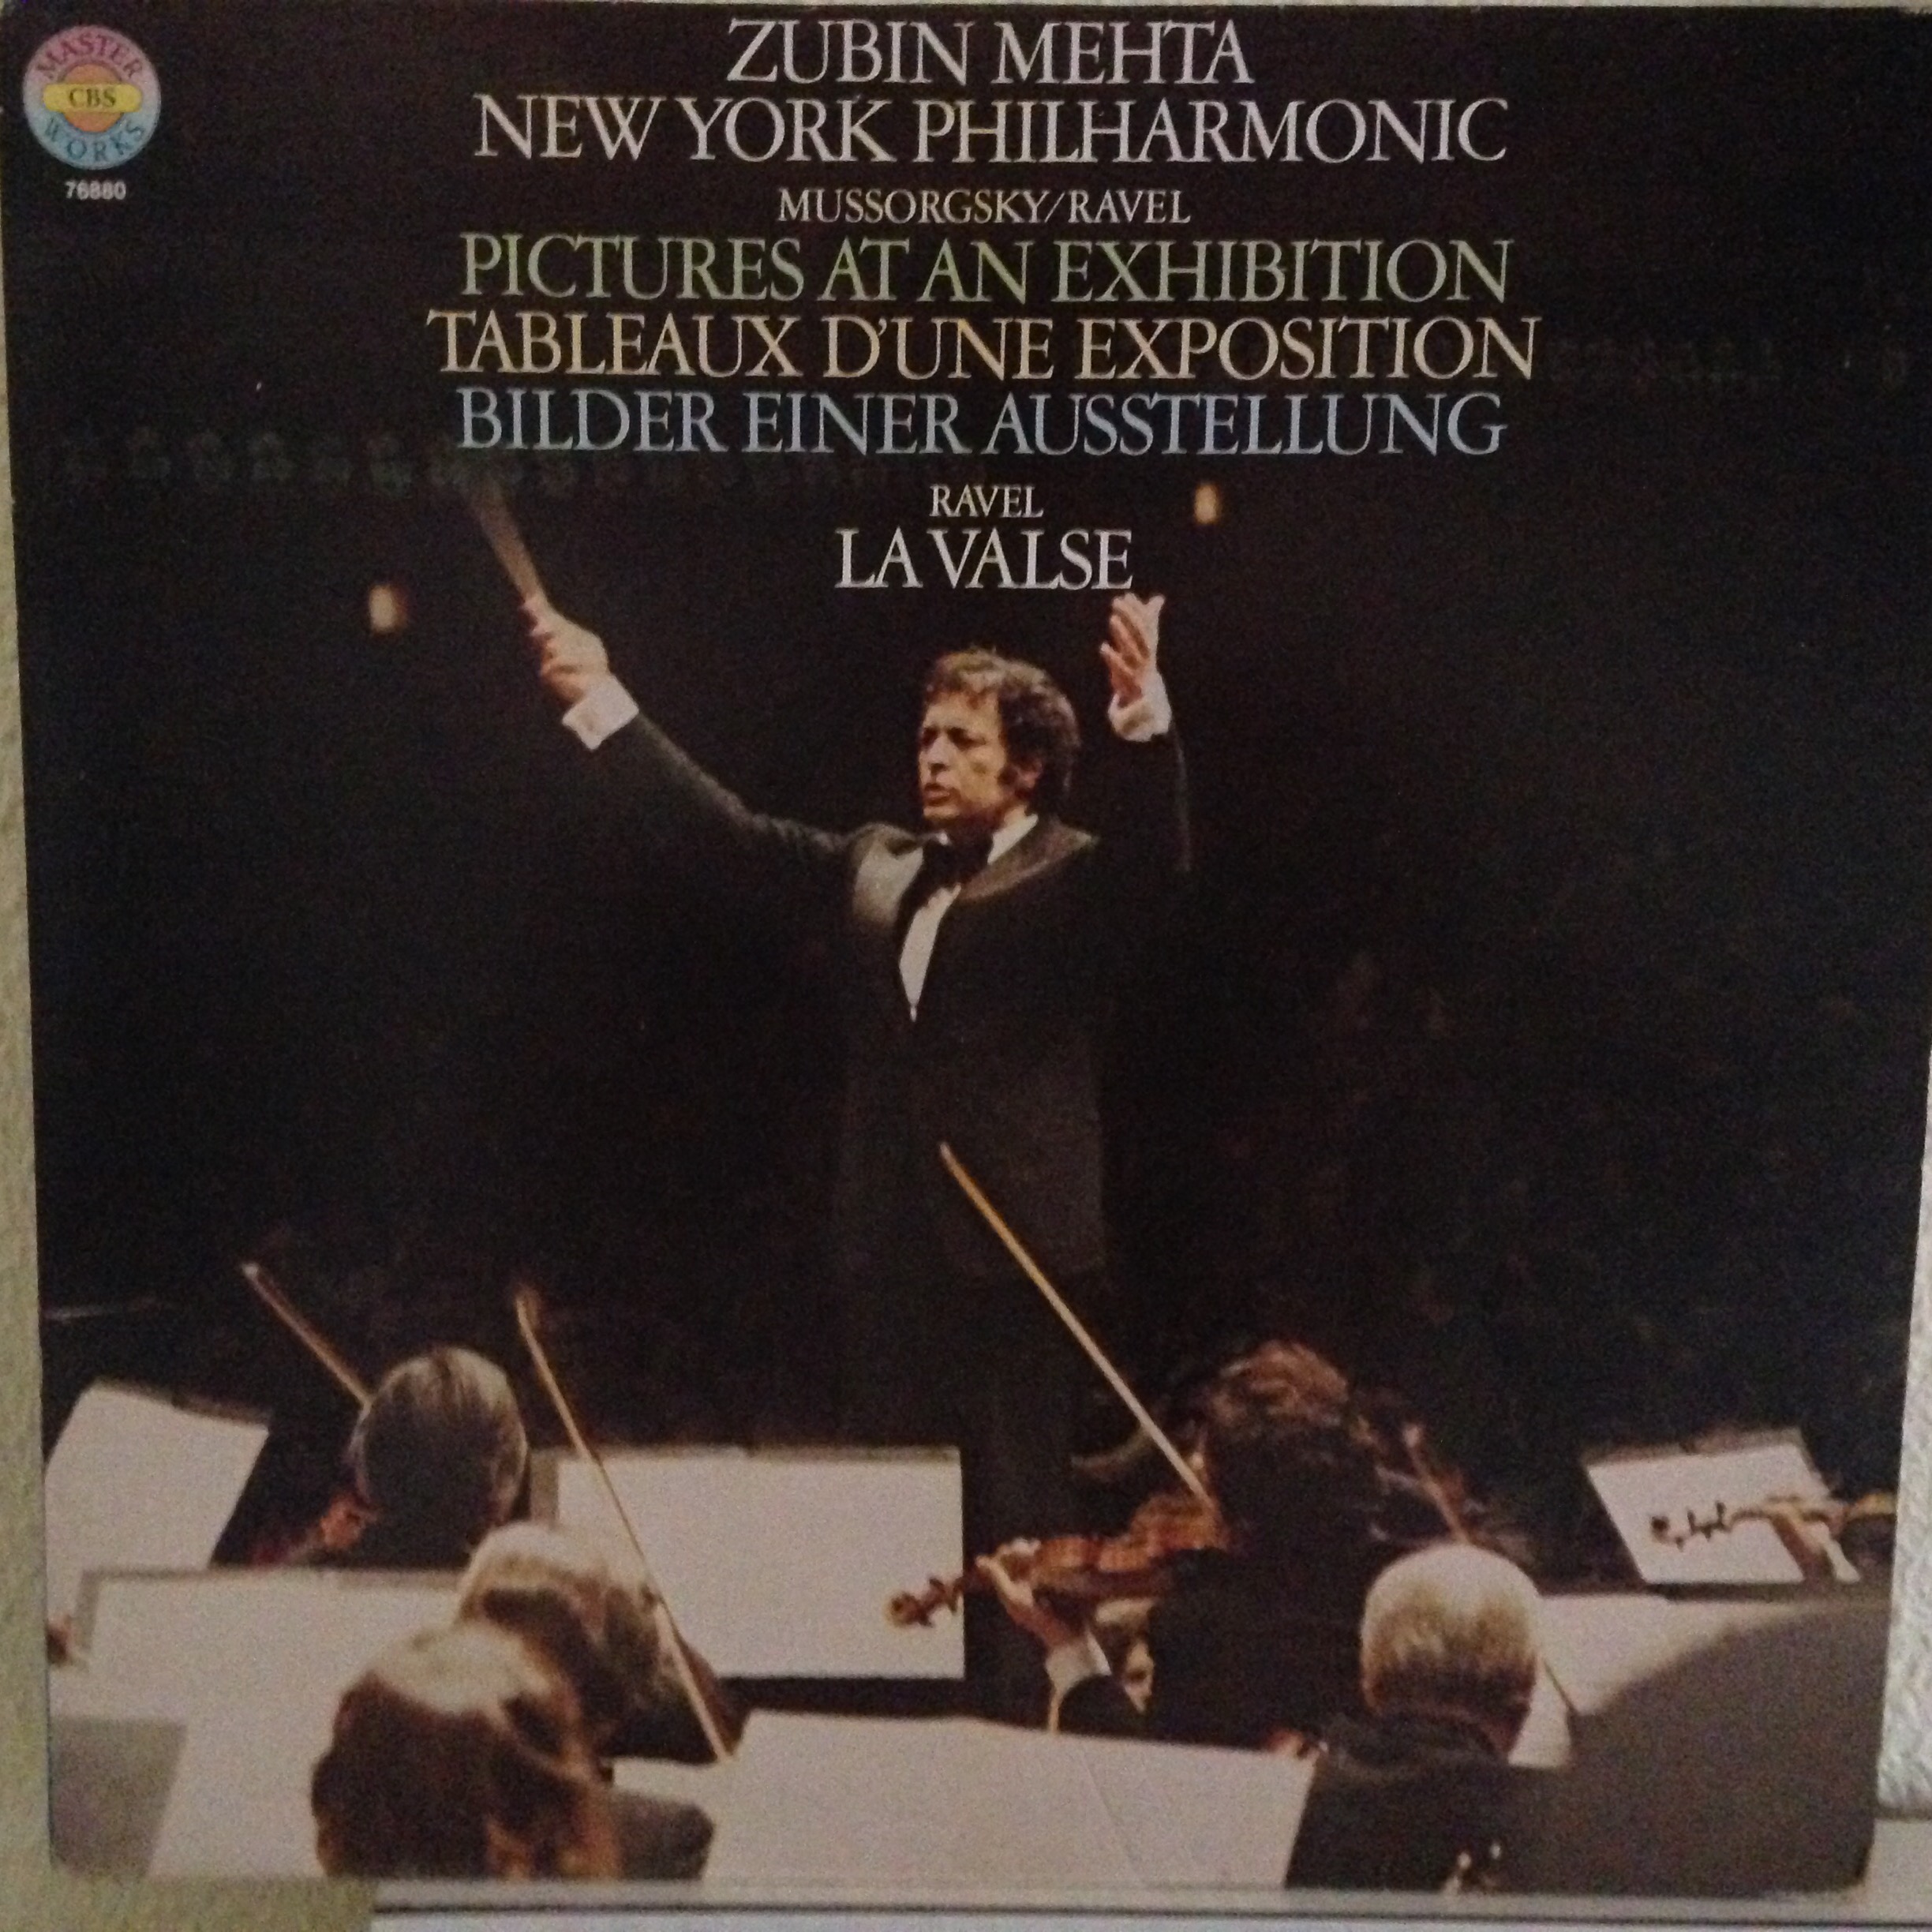 MASTER
CBS
WORKS
76880
ZUBIN MEHTA
NEW YORK PHILHARMONIC
MUSSORGSKY/RAVEL
PICTURES AT AN EXHIBITION
TABLEAUX D'UNE EXPOSITION
BILDER EINER AUSSTELLUNG
RAVEL
LA VALSE